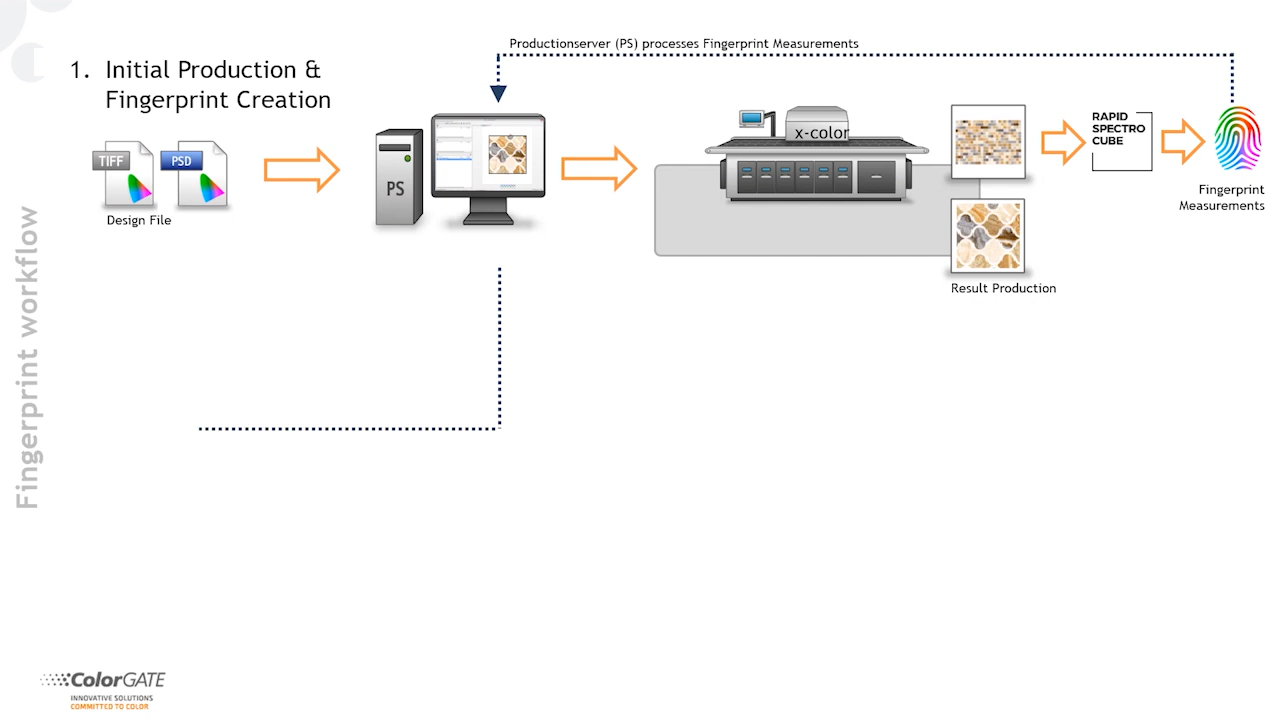 Productionserver (PS) processes Fingerprint Measurements
1. Initial Production &
Fingerprint Creation
TIFF
PSD
Design File
PS
x-color
RAPID
SPECTRO
CUBE
Fingerprint
Measurements
Result Production
Fingerprint workflow
ColorGATE
INNOVATIVE SOLUTIONS
COMMITTED TO COLOR